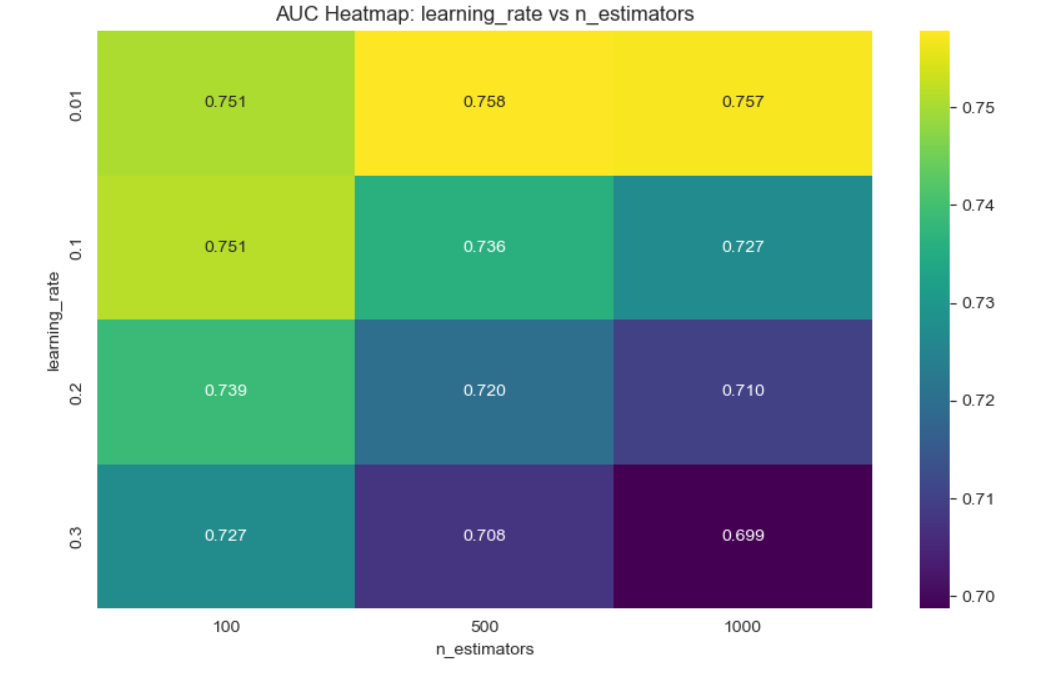 AUC Heatmap: learning_rate vs n_estimators
learning_rate
0.01
0.751 0.758 0.757
0.1
0.751 0.736 0.727
0.2
0.739 0.720 0.710
0.3
0.727 0.708 0.699
100 500 1000
n_estimators
0.75
0.74
0.73
0.72
0.71
0.70